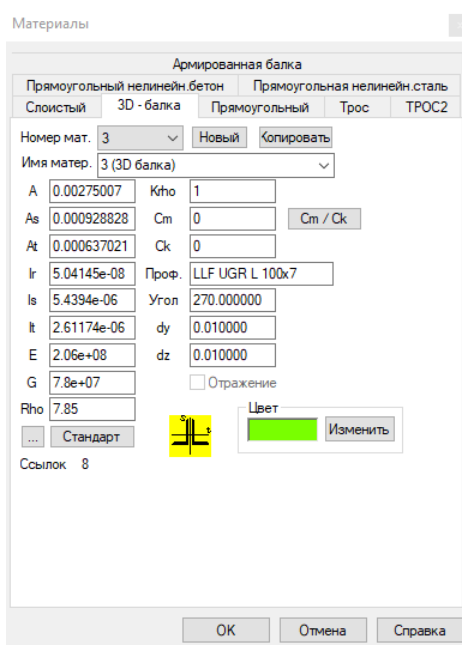 Материалы
Армированная балка
Прямоугольный нелинейн.бетон Прямоугольная нелинейн.сталь
Слоистый 3D - балка Прямоугольный Трос ТРОС2
Номер мат. 3 Новый Копировать
Имя матер. 3 (3D балка)
A 0.00275007 Krho 1
As 0.000928828 Cm 0 Cm / Ck
At 0.000637021 Ck 0
Ir 5.04145e-08 Проф. LLF UGR L 100x7
Is 5.4394e-06 Угол 270.000000
It 2.61174e-06 dy 0.010000
E 2.06e+08 dz 0.010000
G 7.8e+07 Отражение
Rho 7.85 Цвет
... Стандарт s t Изменить
Ссылок 8
OK Отмена Справка